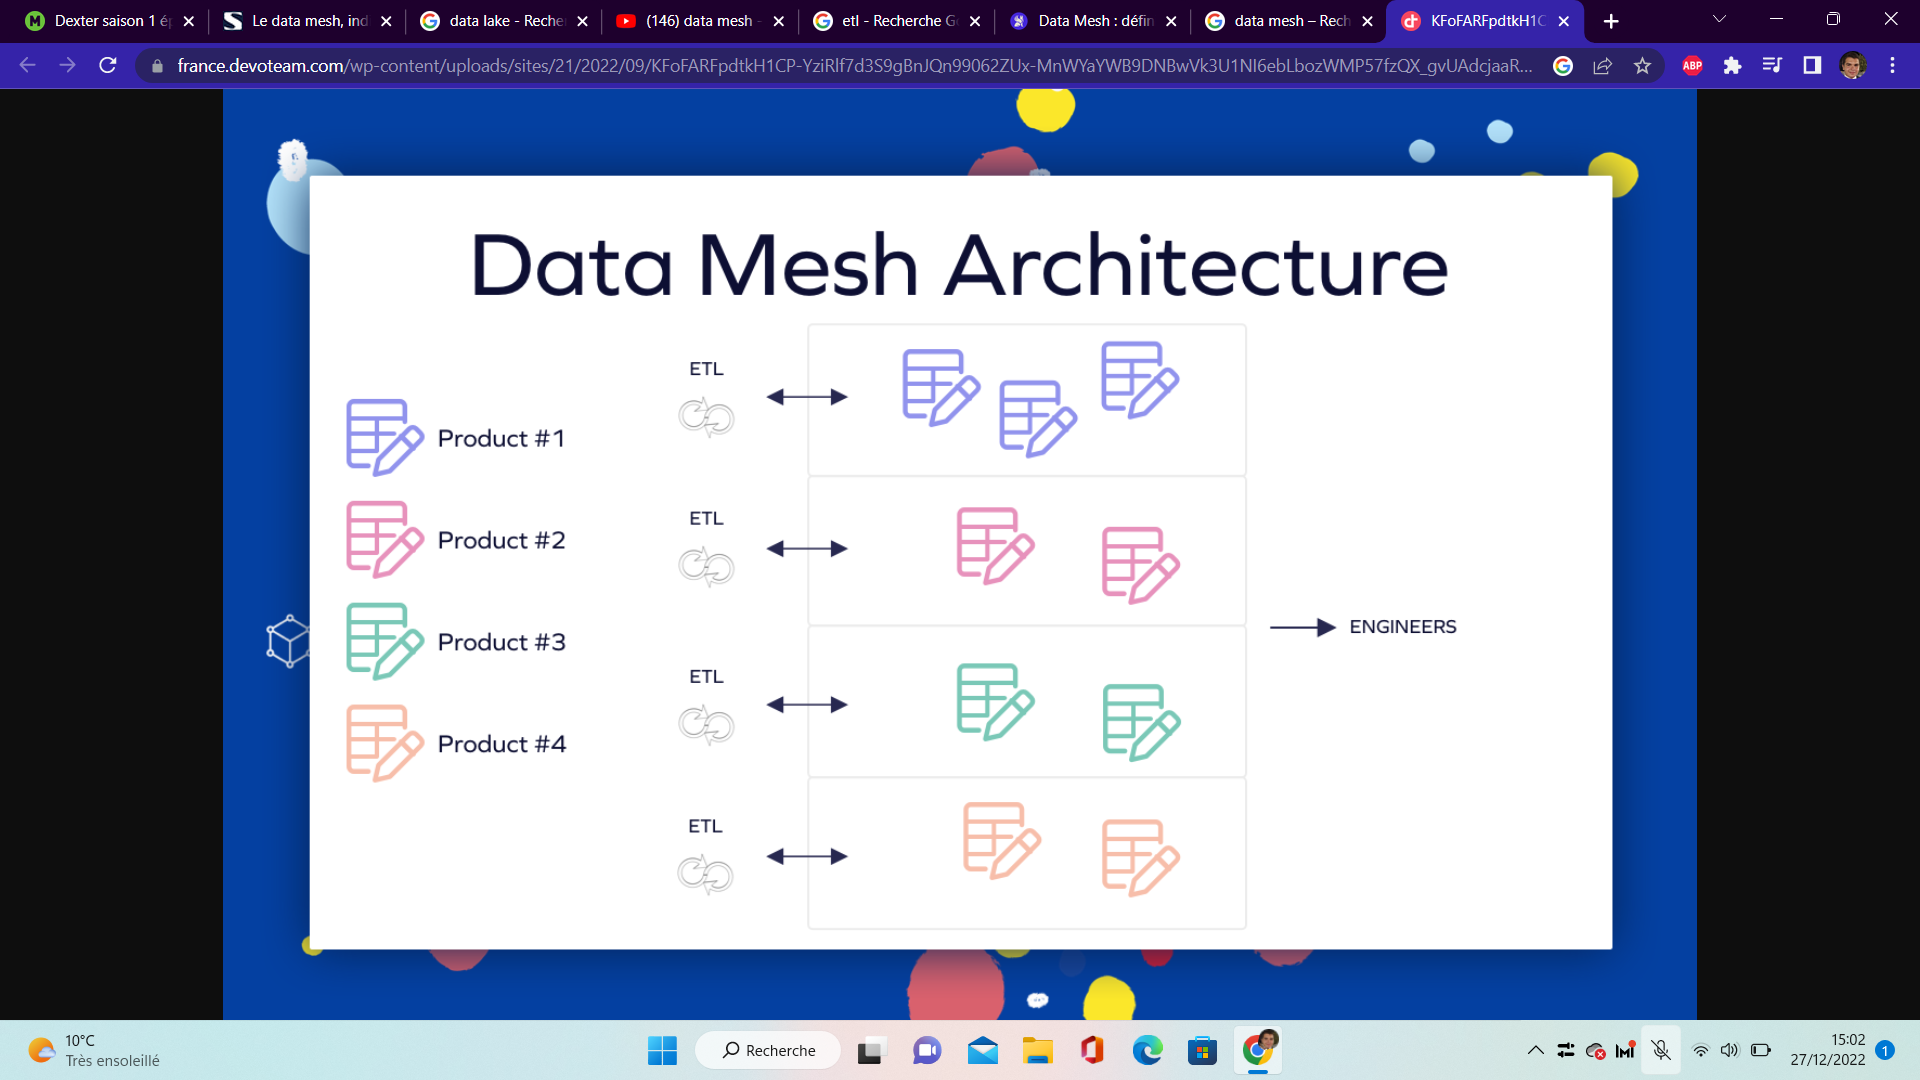 Dexter saison 1 ép
Le data mesh, ind
data lake - Reche
(146) data mesh -
etl - Recherche G
Data Mesh : défin
data mesh – Rech
KFoFARFpdtkH1C
france.devoteam.com/wp-content/uploads/sites/21/2022/09/KFoFARFpdtkH1CP-YziRlf7d3S9gBnJQn99062ZUx-MnWYaYWB9DNBwVk3U1NI6ebLbozWMP57fzQX_gvUAdcjaaR...
ABP
Data Mesh Architecture
ETL
Product #1
ETL
Product #2
ENGINEERS
Product #3
ETL
Product #4
ETL
10°C
Très ensoleillé
Recherche
15:02
27/12/2022
1